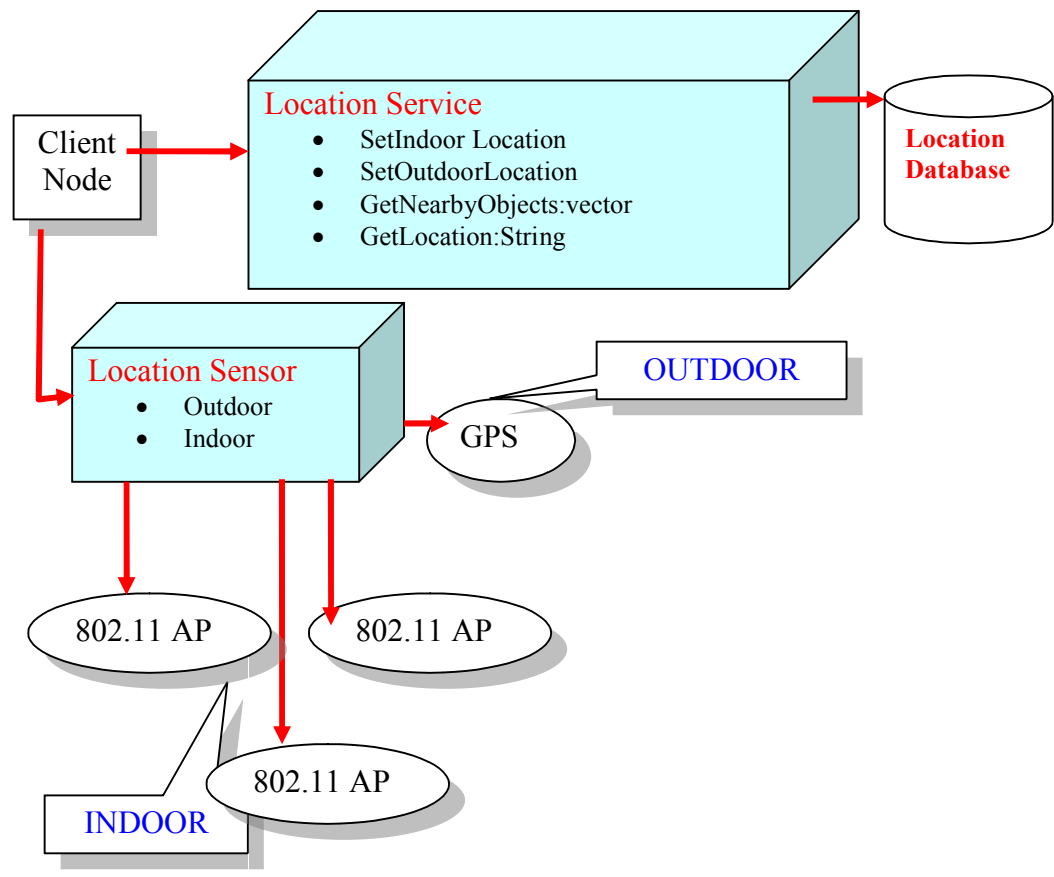 Client
Node
Location Service
• SetIndoor Location
• SetOutdoorLocation
• GetNearbyObjects:vector
• GetLocation:String
Location
Database
Location Sensor
• Outdoor
• Indoor
OUTDOOR
GPS
802.11 AP
802.11 AP
802.11 AP
INDOOR